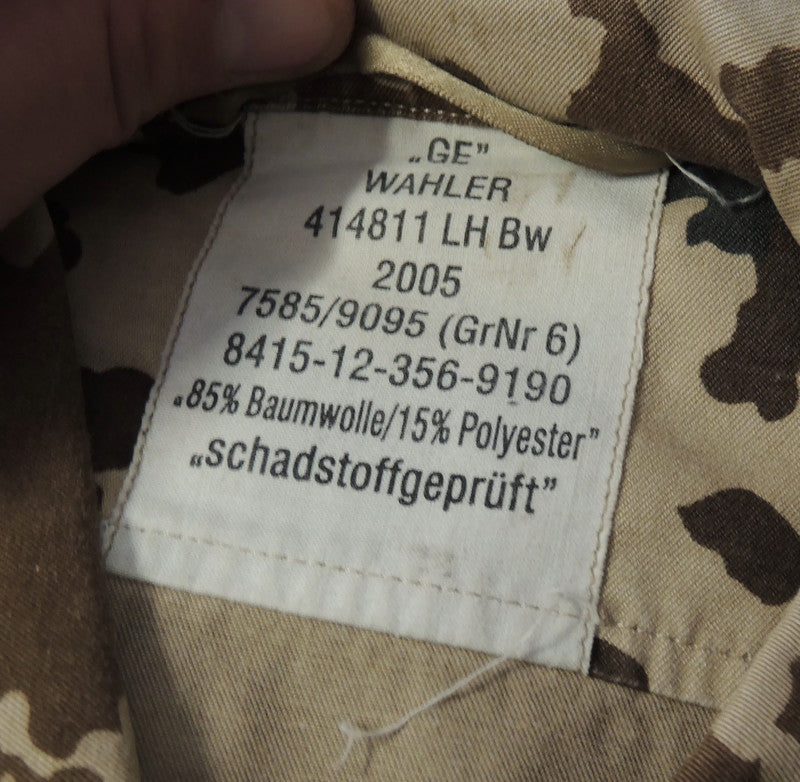 „GE”
WAHLER
414811 LH Bw
2005
7585/9095 (GrNr 6)
8415-12-356-9190
„85% Baumwolle/15% Polyester”
„schadstoffgeprüft”